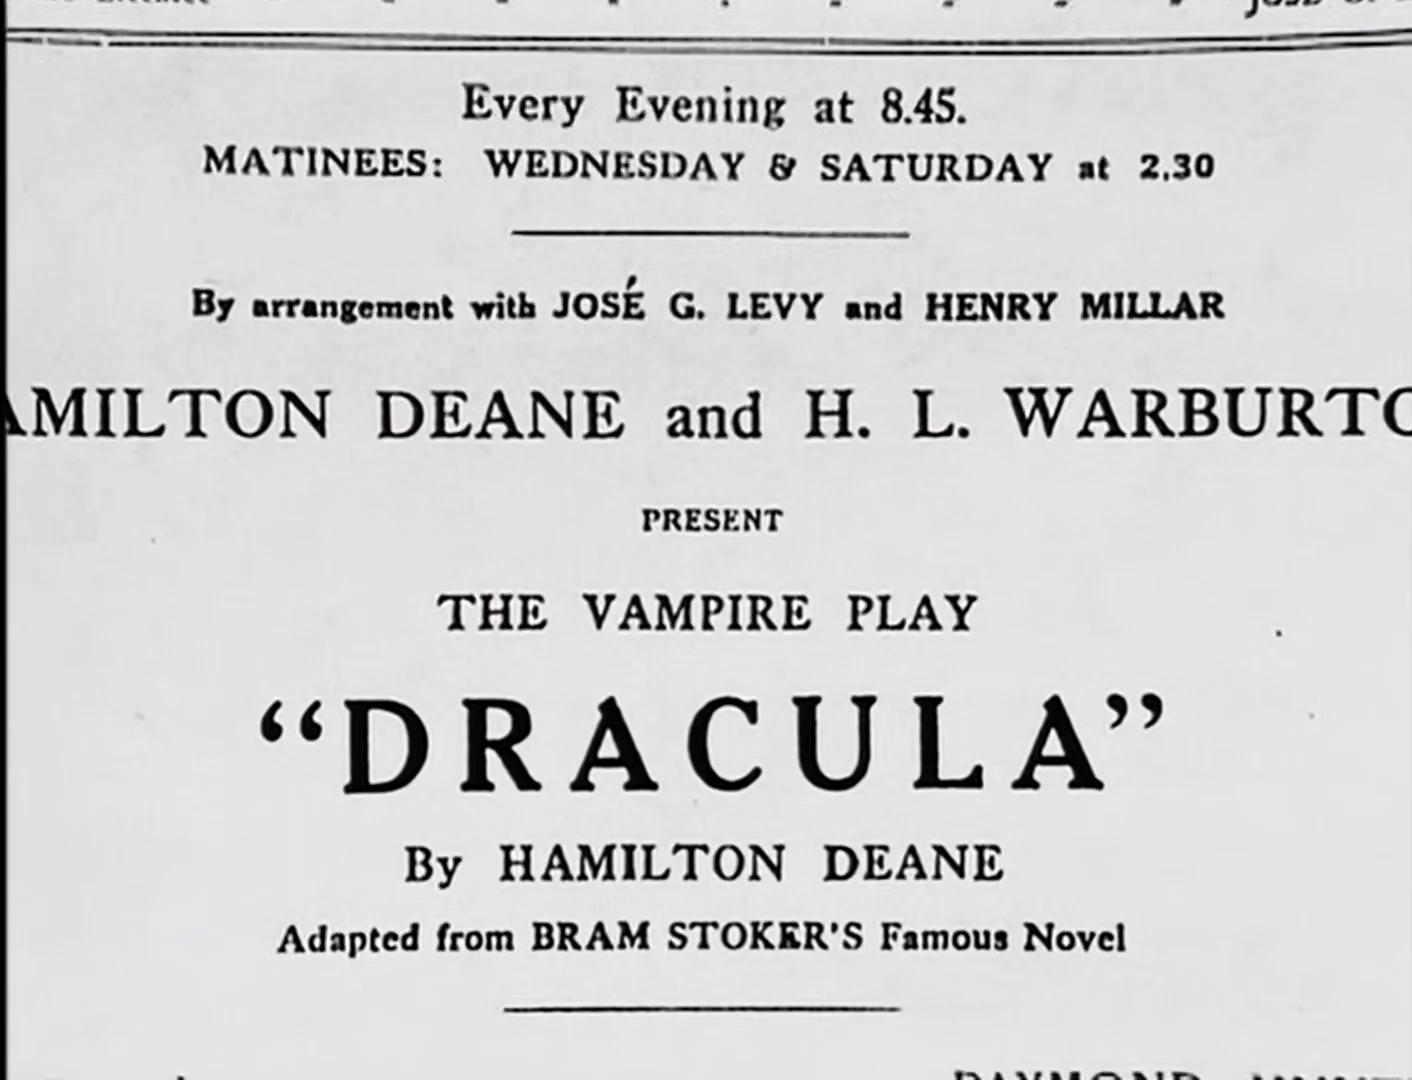 Every Evening at 8.45.
MATINEES: WEDNESDAY & SATURDAY at 2.30
By arrangement with JOSÉ G. LEVY and HENRY MILLAR
AMILTON DEANE and H. L. WARBURTO
PRESENT
THE VAMPIRE PLAY
“DRACULA”
By HAMILTON DEANE
Adapted from BRAM STOKER'S Famous Novel